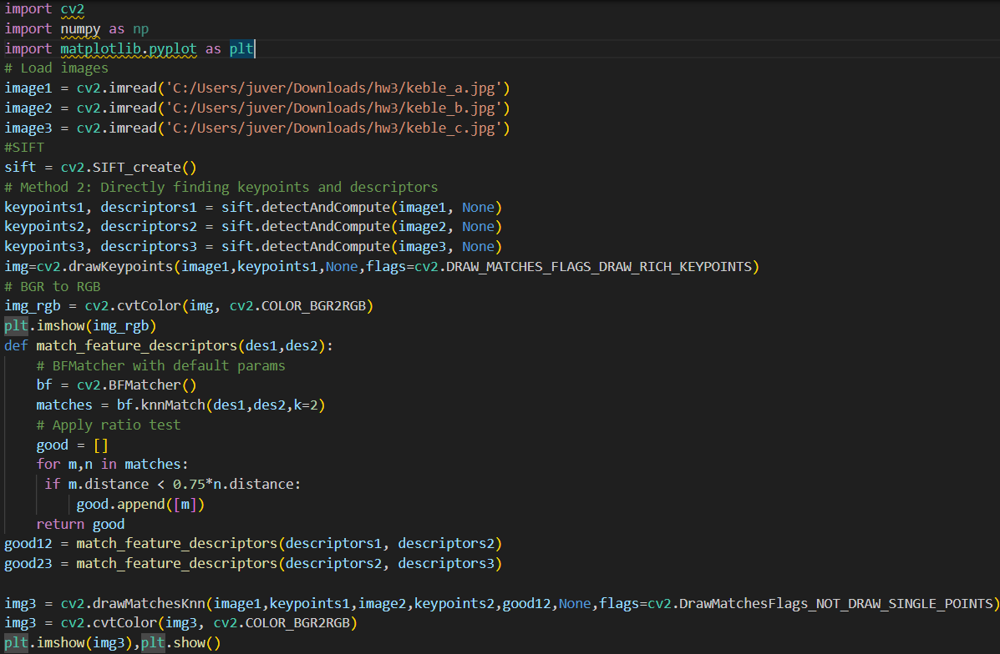 import cv2
import numpy as np
import matplotlib.pyplot as plt
# Load images
image1 = cv2.imread('C:/Users/juver/Downloads/hw3/keble_a.jpg')
image2 = cv2.imread('C:/Users/juver/Downloads/hw3/keble_b.jpg')
image3 = cv2.imread('C:/Users/juver/Downloads/hw3/keble_c.jpg')
#SIFT
sift = cv2.SIFT_create()
# Method 2: Directly finding keypoints and descriptors
keypoints1, descriptors1 = sift.detectAndCompute(image1, None)
keypoints2, descriptors2 = sift.detectAndCompute(image2, None)
keypoints3, descriptors3 = sift.detectAndCompute(image3, None)
img=cv2.drawKeypoints(image1,keypoints1,None,flags=cv2.DRAW_MATCHES_FLAGS_DRAW_RICH_KEYPOINTS)
# BGR to RGB
img_rgb = cv2.cvtColor(img, cv2.COLOR_BGR2RGB)
plt.imshow(img_rgb)
def match_feature_descriptors(des1,des2):
    # BFMatcher with default params
    bf = cv2.BFMatcher()
    matches = bf.knnMatch(des1,des2,k=2)
    # Apply ratio test
    good = []
    for m,n in matches:
     if m.distance < 0.75*n.distance:
         good.append([m])
    return good
good12 = match_feature_descriptors(descriptors1, descriptors2)
good23 = match_feature_descriptors(descriptors2, descriptors3)
img3 = cv2.drawMatchesKnn(image1,keypoints1,image2,keypoints2,good12,None,flags=cv2.DrawMatchesFlags_NOT_DRAW_SINGLE_POINTS)
img3 = cv2.cvtColor(img3, cv2.COLOR_BGR2RGB)
plt.imshow(img3),plt.show()